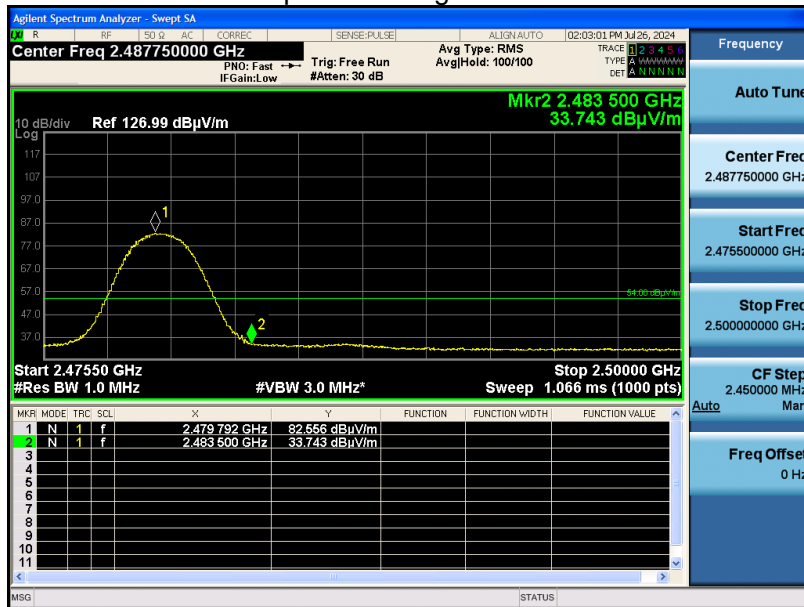 Agilent Spectrum Analyzer - Swept SA
LXI R RF 50 Ω AC CORREC SENSE:PULSE ALIGN AUTO 02:03:01 PM Jul 26, 2024
Center Freq 2.487750000 GHz
PNO: Fast
IFGain:Low
Trig: Free Run
#Atten: 30 dB
Avg Type: RMS
Avg|Hold: 100/100
TRACE 1 2 3 4 5 6
TYPE A WWWWW
DET A N N N N N
Mkr2 2.483 500 GHz
33.743 dBµV/m
10 dB/div Ref 126.99 dBµV/m
Log
117
107
97.0
87.0
77.0
67.0
57.0
47.0
37.0
1
54.00 dBµV/m
2
Start 2.47550 GHz Stop 2.50000 GHz
#Res BW 1.0 MHz #VBW 3.0 MHz* Sweep 1.066 ms (1000 pts)
MKR MODE TRC SCL X Y FUNCTION FUNCTION WIDTH FUNCTION VALUE
1 N 1 f 2.479 792 GHz 82.556 dBµV/m
2 N 1 f 2.483 500 GHz 33.743 dBµV/m
3
4
5
6
7
8
9
10
11
MSG STATUS
Frequency
Auto Tune
Center Freq
2.487750000 GHz
Start Freq
2.475500000 GHz
Stop Freq
2.500000000 GHz
CF Step
2.450000 MHz
Auto Man
Freq Offset
0 Hz